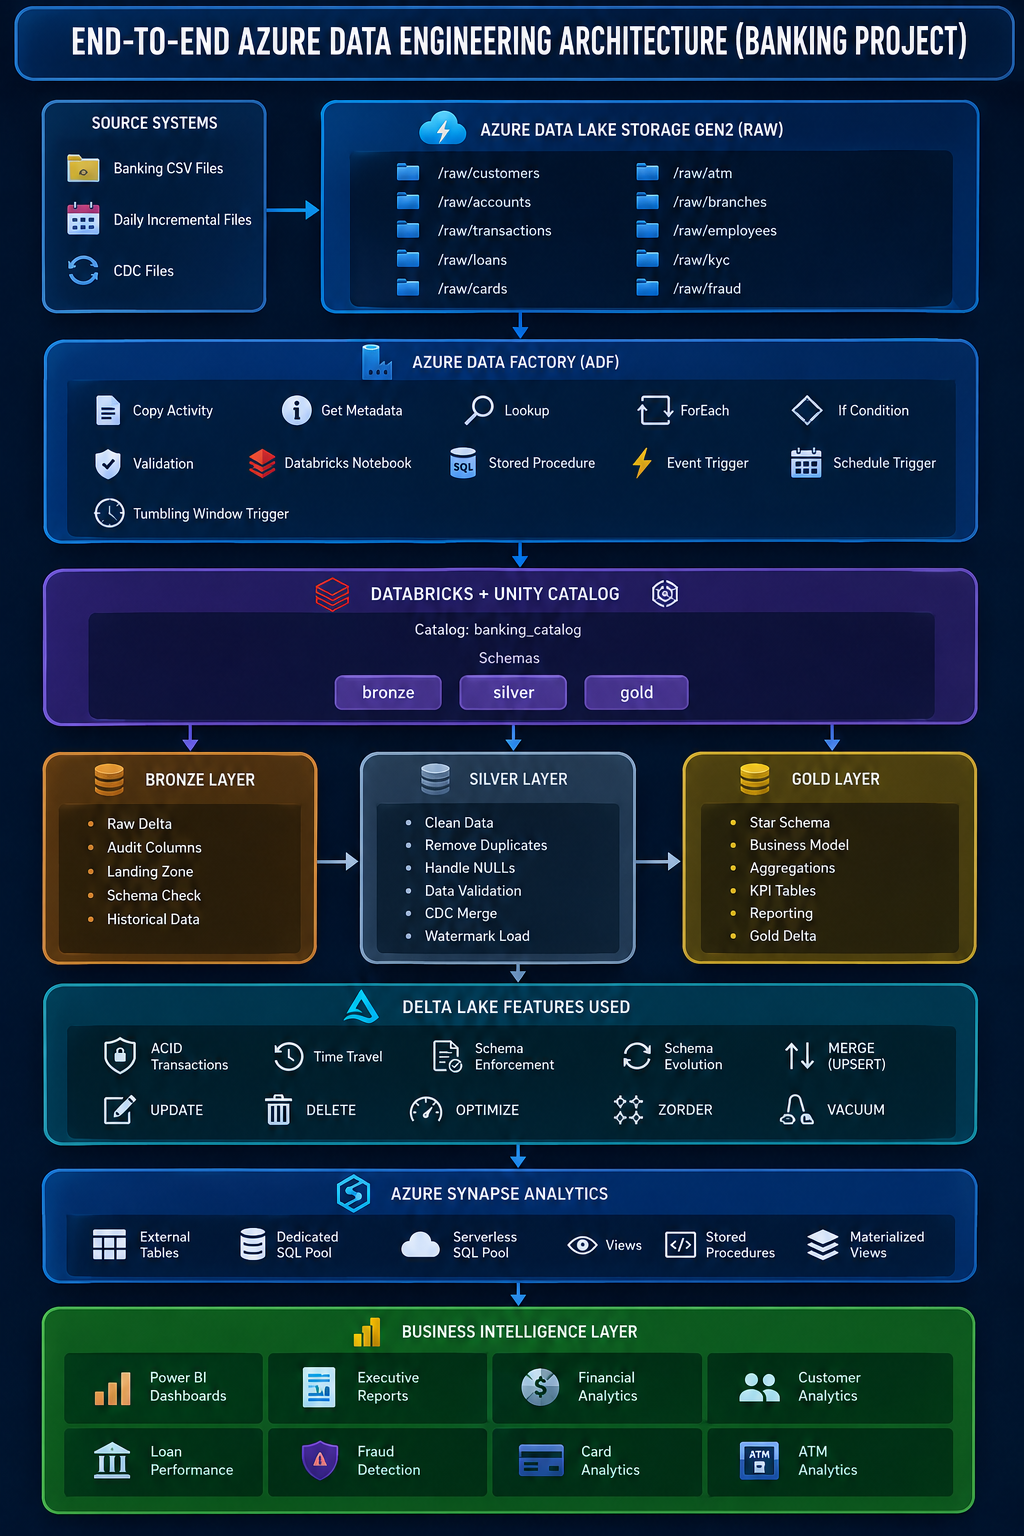 END-TO-END AZURE DATA ENGINEERING ARCHITECTURE (BANKING PROJECT)
SOURCE SYSTEMS
Banking CSV Files
Daily Incremental Files
CDC Files
AZURE DATA LAKE STORAGE GEN2 (RAW)
/raw/customers
/raw/accounts
/raw/transactions
/raw/loans
/raw/cards
/raw/atm
/raw/branches
/raw/employees
/raw/kyc
/raw/fraud
AZURE DATA FACTORY (ADF)
Copy Activity
Get Metadata
Lookup
ForEach
If Condition
Validation
Databricks Notebook
SQL
Stored Procedure
Event Trigger
Schedule Trigger
Tumbling Window Trigger
DATABRICKS + UNITY CATALOG
Catalog: banking_catalog
Schemas
bronze
silver
gold
BRONZE LAYER
• Raw Delta
• Audit Columns
• Landing Zone
• Schema Check
• Historical Data
SILVER LAYER
• Clean Data
• Remove Duplicates
• Handle NULLs
• Data Validation
• CDC Merge
• Watermark Load
GOLD LAYER
• Star Schema
• Business Model
• Aggregations
• KPI Tables
• Reporting
• Gold Delta
DELTA LAKE FEATURES USED
ACID
Transactions
Time Travel
Schema
Enforcement
Schema
Evolution
MERGE
(UPSERT)
UPDATE
DELETE
OPTIMIZE
ZORDER
VACUUM
AZURE SYNAPSE ANALYTICS
External
Tables
Dedicated
SQL Pool
Serverless
SQL Pool
Views
Stored
Procedures
Materialized
Views
BUSINESS INTELLIGENCE LAYER
Power BI
Dashboards
Executive
Reports
Financial
Analytics
Customer
Analytics
Loan
Performance
Fraud
Detection
Card
Analytics
ATM
ATM
Analytics